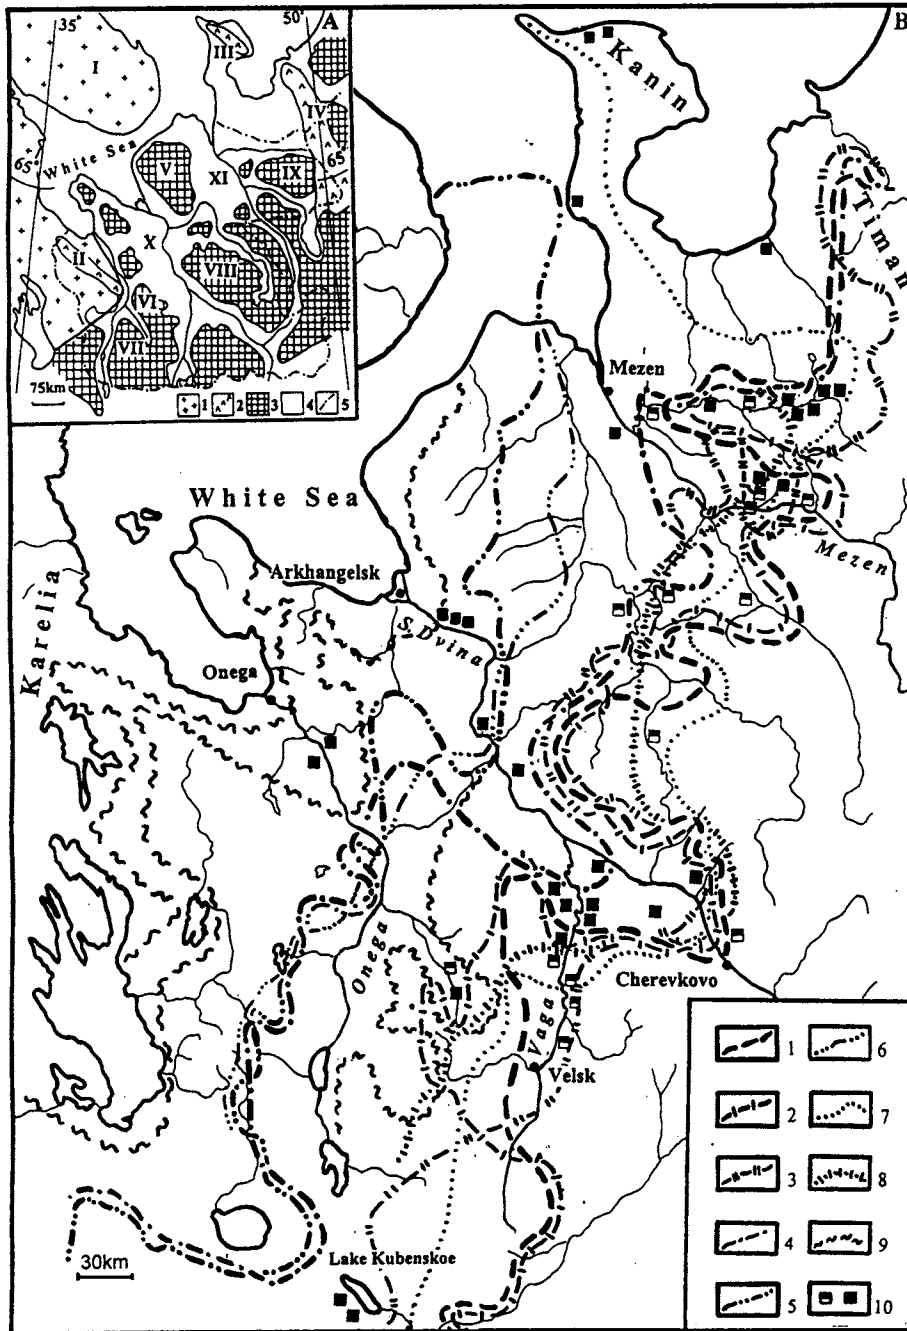 35°
50°
A
B
I
III
IV
65°
White Sea
65°
V
XI
IX
II
X
VI
VIII
VII
75km
1
2
3
4
5
Kanin
Timan
Mezen
White Sea
Mezen
Arkhangelsk
S. Dvina
Karelia
Onega
Onega
Cherevkovo
Vaga
Velsk
30km
Lake Kubenskoe
1
6
2
7
3
8
4
9
5
10